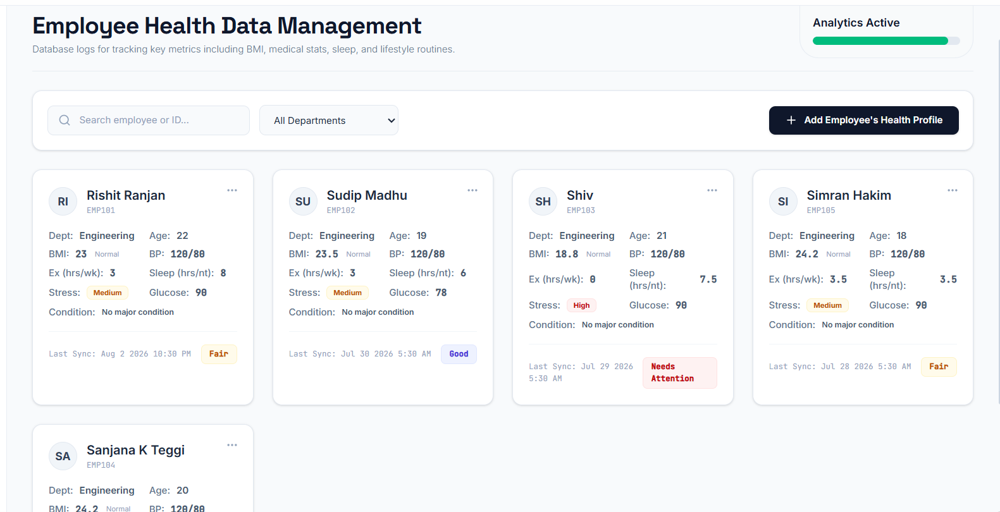 Employee Health Data Management
Database logs for tracking key metrics including BMI, medical stats, sleep, and lifestyle routines.
Analytics Active
Search employee or ID...
All Departments
+ Add Employee's Health Profile
RI
Rishit Ranjan
EMP101
...
Dept: Engineering Age: 22
BMI: 23 Normal BP: 120/80
Ex (hrs/wk): 3 Sleep (hrs/nt): 8
Stress: Medium Glucose: 90
Condition: No major condition
Last Sync: Aug 2 2026 10:30 PM Fair
SU
Sudip Madhu
EMP102
...
Dept: Engineering Age: 19
BMI: 23.5 Normal BP: 120/80
Ex (hrs/wk): 3 Sleep (hrs/nt): 6
Stress: Medium Glucose: 78
Condition: No major condition
Last Sync: Jul 30 2026 5:30 AM Good
SH
Shiv
EMP103
...
Dept: Engineering Age: 21
BMI: 18.8 Normal BP: 120/80
Ex (hrs/wk): 0 Sleep
(hrs/nt): 7.5
Stress: High Glucose: 90
Condition: No major condition
Last Sync: Jul 29 2026
5:30 AM
Needs
Attention
SI
Simran Hakim
EMP105
...
Dept: Engineering Age: 18
BMI: 24.2 Normal BP: 120/80
Ex (hrs/wk): 3.5 Sleep
(hrs/nt): 3.5
Stress: Medium Glucose: 90
Condition: No major condition
Last Sync: Jul 28 2026 5:30 AM Fair
SA
Sanjana K Teggi
EMP104
...
Dept: Engineering Age: 20
BMI: 24.2 Normal BP: 120/80